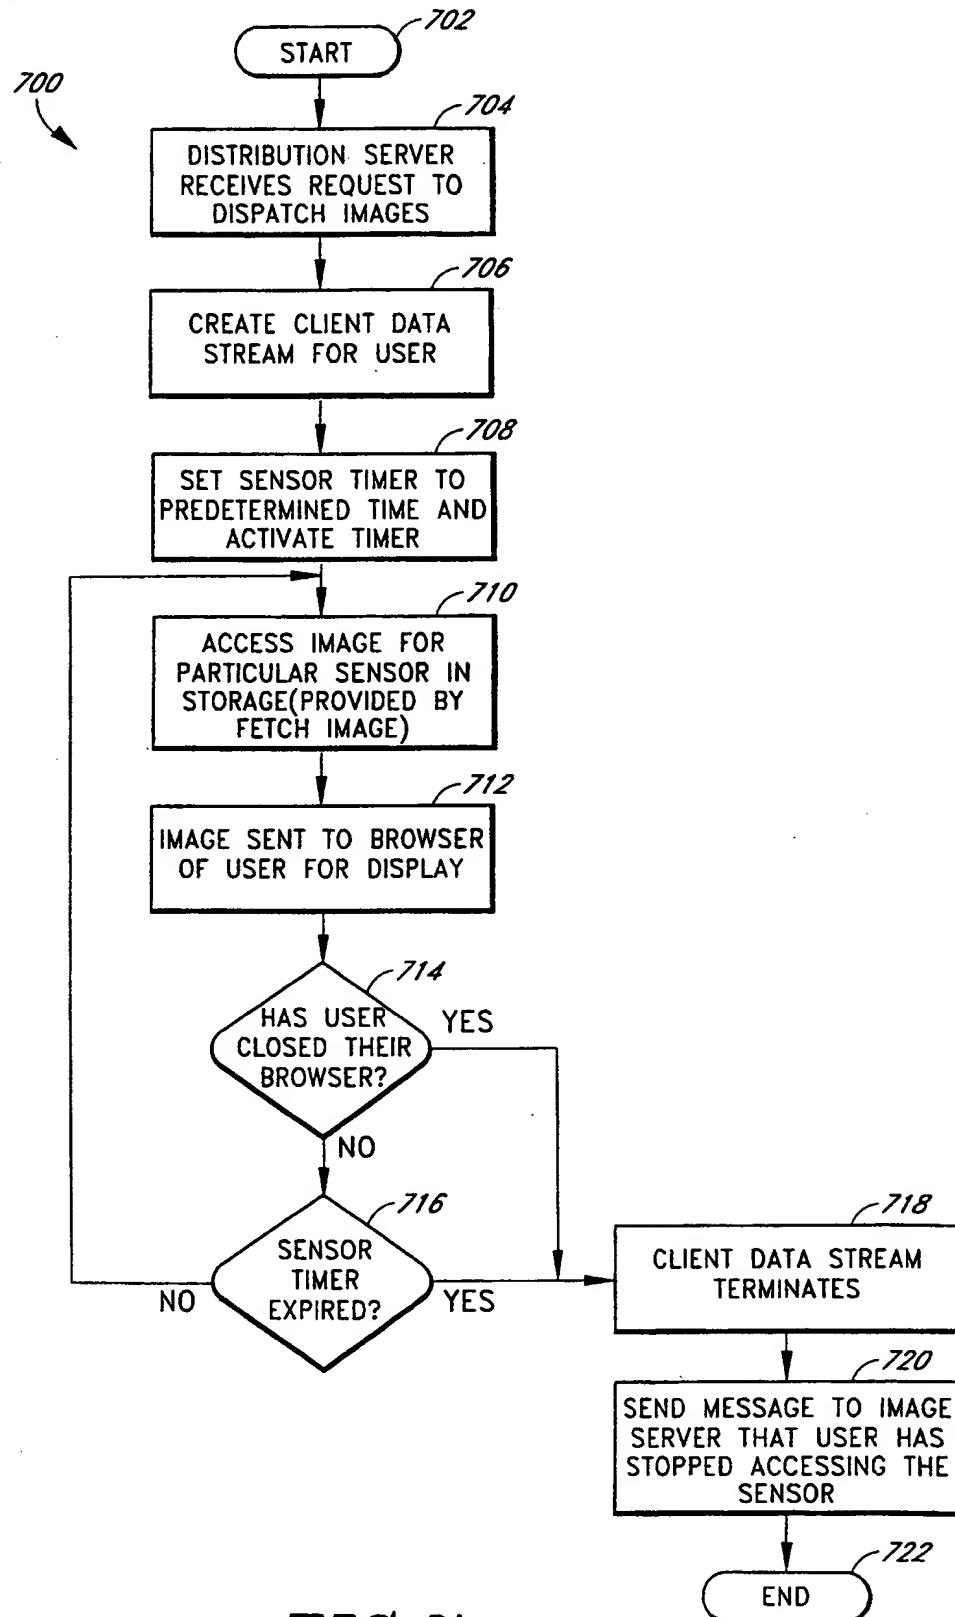 702
START
700
704
DISTRIBUTION SERVER
RECEIVES REQUEST TO
DISPATCH IMAGES
706
CREATE CLIENT DATA
STREAM FOR USER
708
SET SENSOR TIMER TO
PREDETERMINED TIME AND
ACTIVATE TIMER
710
ACCESS IMAGE FOR
PARTICULAR SENSOR IN
STORAGE(PROVIDED BY
FETCH IMAGE)
712
IMAGE SENT TO BROWSER
OF USER FOR DISPLAY
714
HAS USER
CLOSED THEIR
BROWSER?
YES
NO
716
SENSOR
TIMER
EXPIRED?
NO
YES
718
CLIENT DATA STREAM
TERMINATES
720
SEND MESSAGE TO IMAGE
SERVER THAT USER HAS
STOPPED ACCESSING THE
SENSOR
722
END